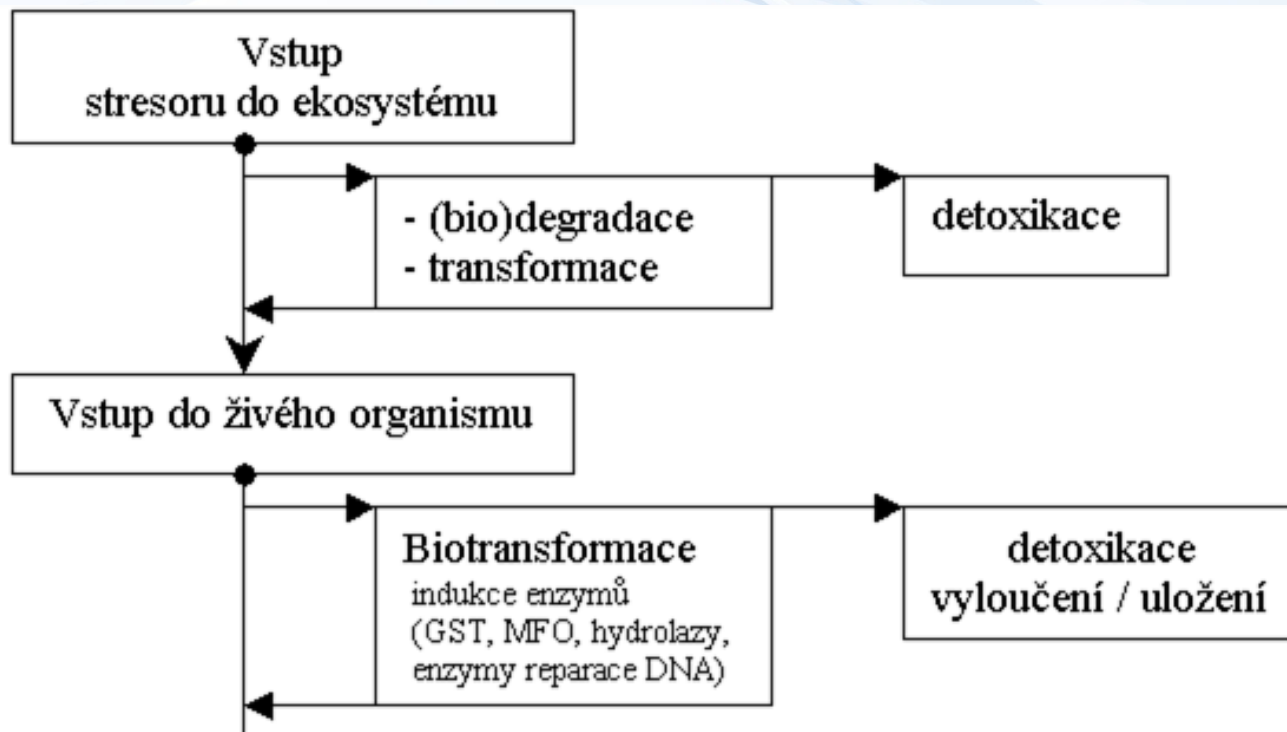 Vstup
stresoru do ekosystému
- (bio)degradace
- transformace
detoxikace
Vstup do živého organismu
Biotransformace
indukce enzymů
(GST, MFO, hydrolazy,
enzymy reparace DNA)
detoxikace
vyloučení / uložení